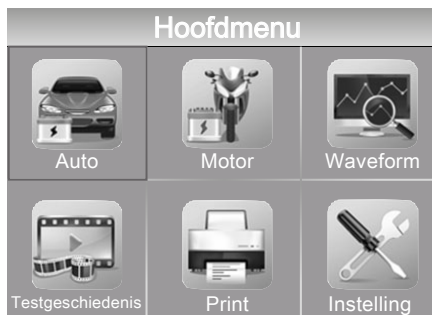 Hoofdmenu
Auto
Motor
Waveform
Testgeschiedenis
Print
Instelling